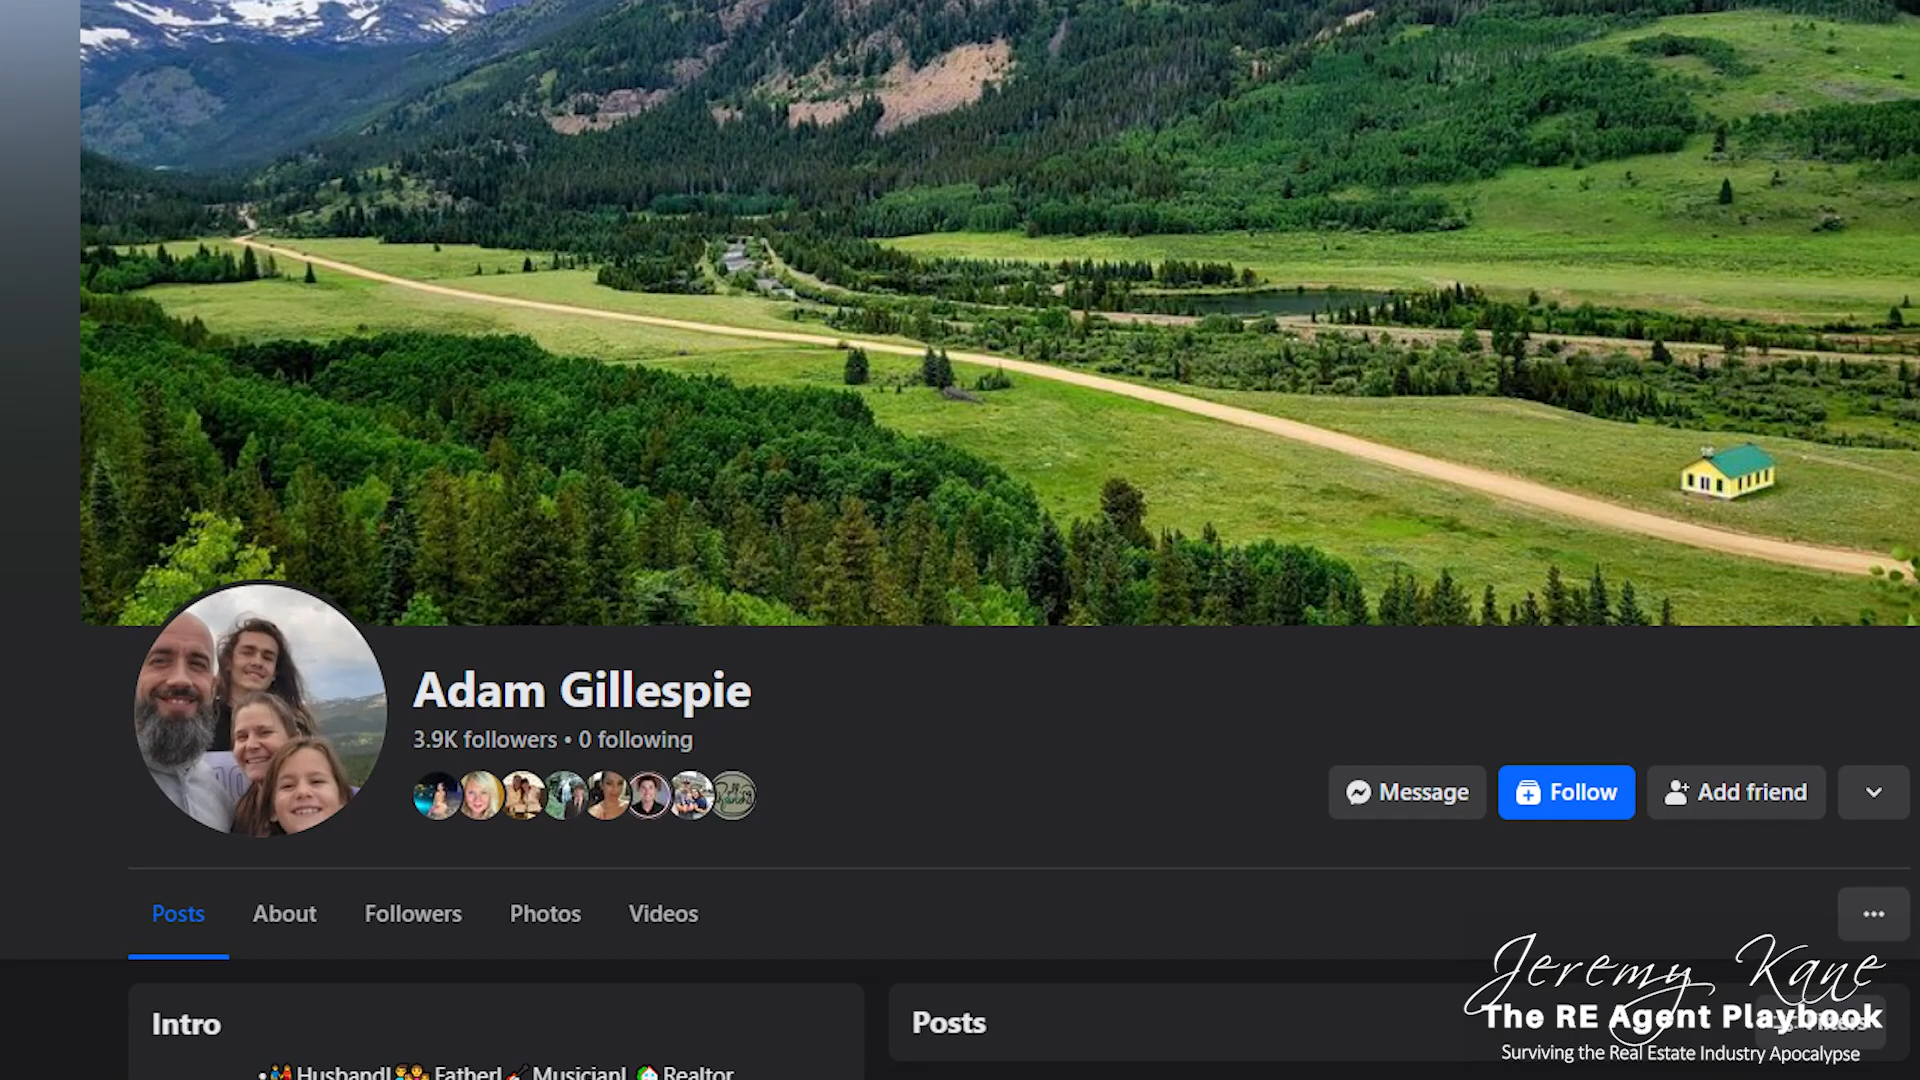 Adam Gillespie
3.9K followers • 0 following
Message
Follow
Add friend
Posts
About
Followers
Photos
Videos
Intro
Posts
•Husband| Father| Musician| Realtor
Jeremy Kane
The RE Agent Playbook
Surviving the Real Estate Industry Apocalypse